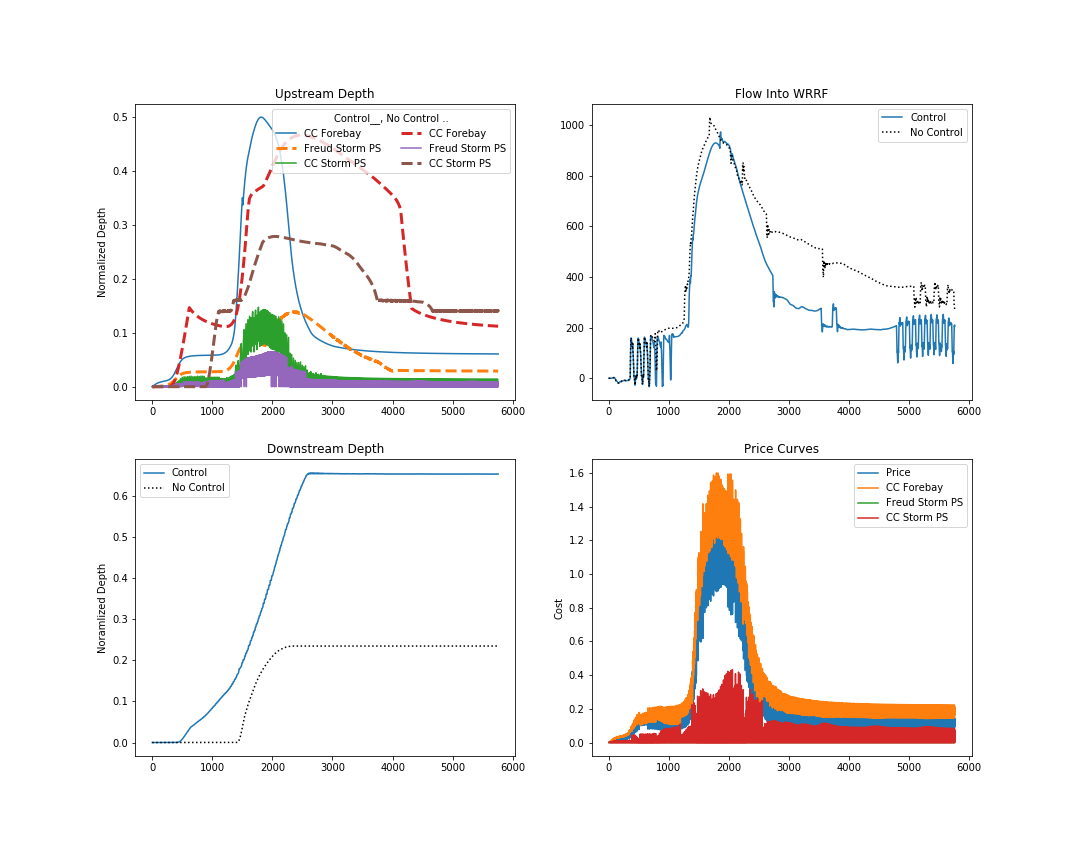 Upstream Depth
Normalized Depth
0.5
0.4
0.3
0.2
0.1
0.0
0 1000 2000 3000 4000 5000 6000
Control__, No Control ..
CC Forebay CC Forebay
Freud Storm PS Freud Storm PS
CC Storm PS CC Storm PS
Flow Into WRRF
1000
800
600
400
200
0
0 1000 2000 3000 4000 5000 6000
Control
No Control
Downstream Depth
Noramlized Depth
0.6
0.5
0.4
0.3
0.2
0.1
0.0
0 1000 2000 3000 4000 5000 6000
Control
No Control
Price Curves
Cost
1.6
1.4
1.2
1.0
0.8
0.6
0.4
0.2
0.0
0 1000 2000 3000 4000 5000 6000
Price
CC Forebay
Freud Storm PS
CC Storm PS